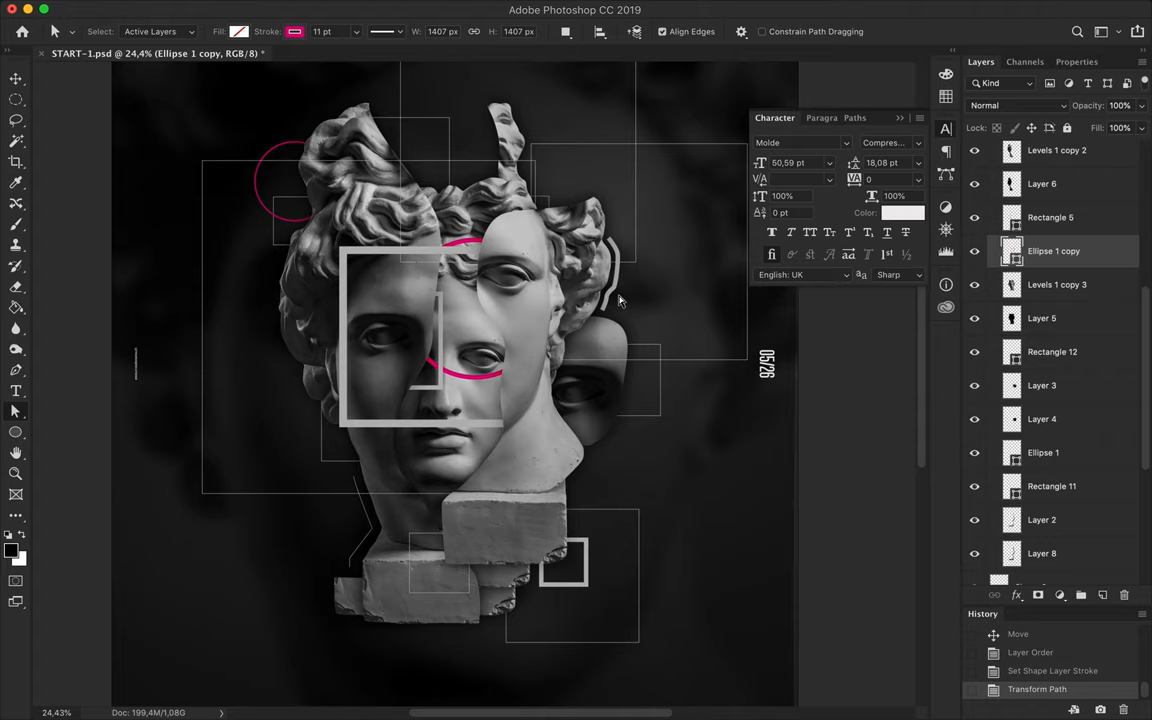 Adobe Photoshop CC 2019
Select: Active Layers Fill: Stroke: 11 pt W: 1407 px H: 1407 px Align Edges Constrain Path Dragging
START-1.psd @ 24,4% (Ellipse 1 copy, RGB/8) *
Layers Channels Properties
Kind
Normal Opacity: 100%
Lock: Fill: 100%
Levels 1 copy 2
Layer 6
Rectangle 5
Ellipse 1 copy
Levels 1 copy 3
Layer 5
Rectangle 12
Layer 3
Layer 4
Ellipse 1
Rectangle 11
Layer 2
Layer 8
History
Move
Layer Order
Set Shape Layer Stroke
Transform Path
Character Paragra Paths
Molde Compres...
50,59 pt 18,08 pt
0
100% 100%
0 pt Color:
English: UK Sharp
05/26
24,43% Doc: 199,4M/1,08G